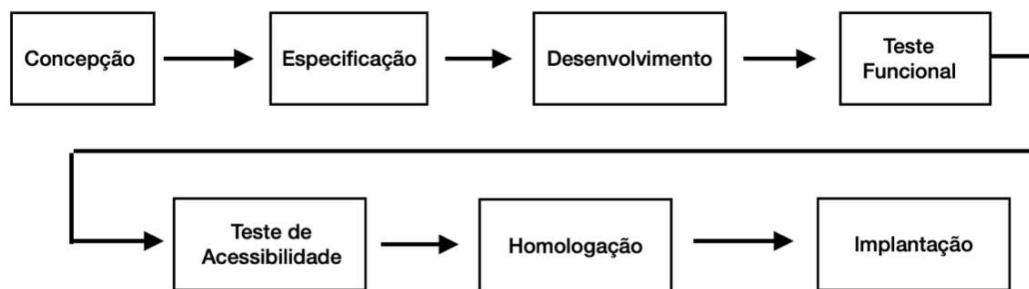 Concepção
Especificação
Desenvolvimento
Teste
Funcional
Teste de
Acessibilidade
Homologação
Implantação